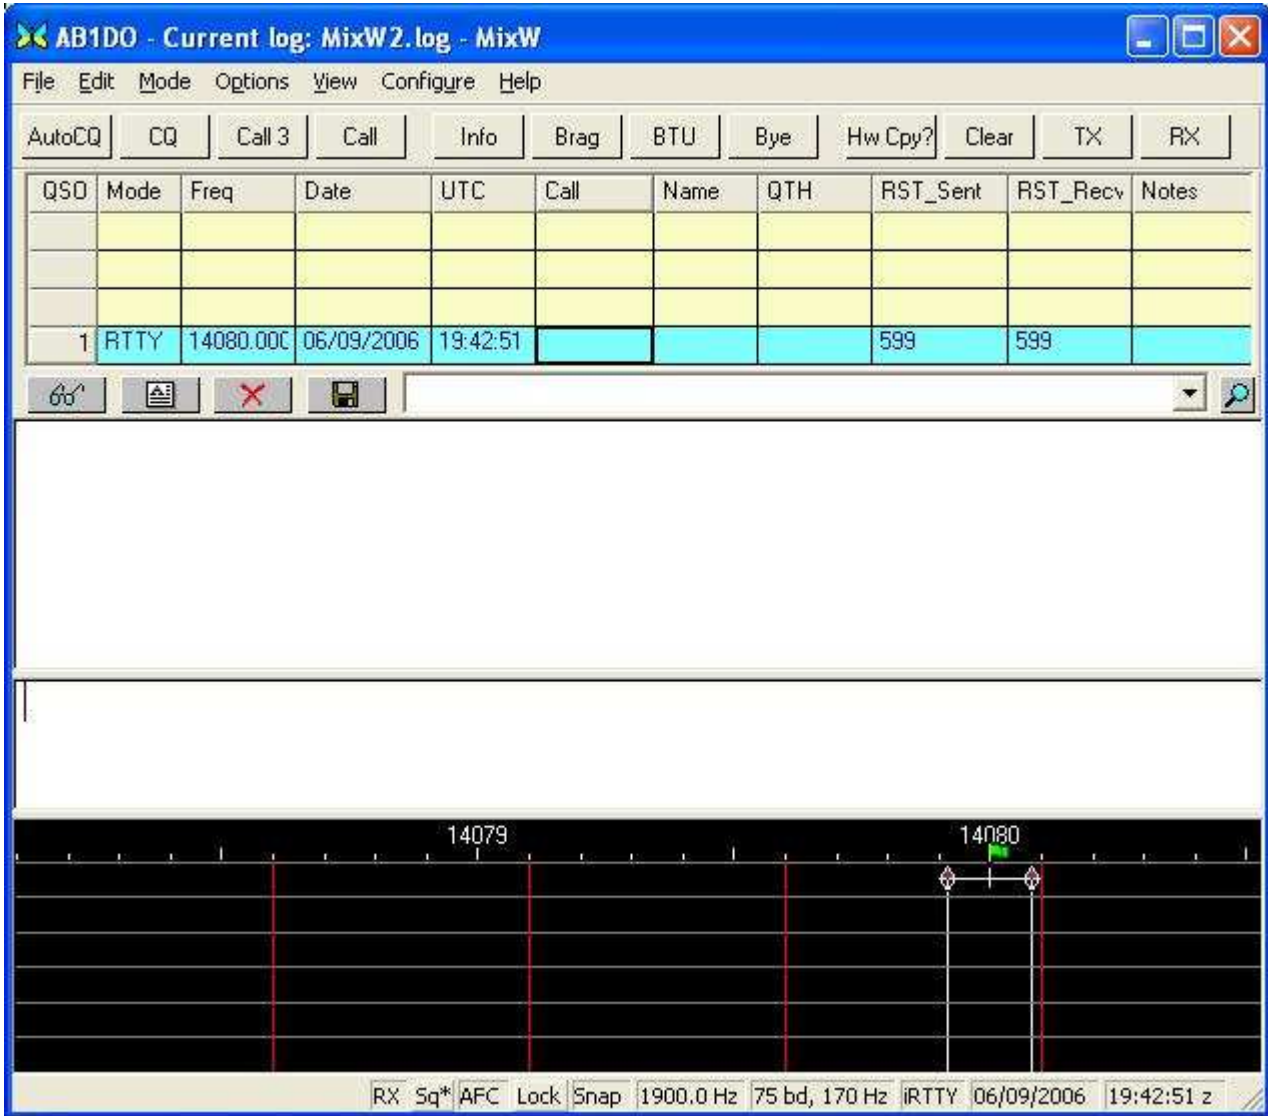 AB1DO - Current log: MixW2.log - MixW
File Edit Mode Options View Configure Help
AutoCQ CQ Call 3 Call Info Brag BTU Bye Hw Cpy? Clear TX RX
QSO Mode Freq Date UTC Call Name QTH RST_Sent RST_Recv Notes
1 RTTY 14080.000 06/09/2006 19:42:51 599 599
14079 14080
RX Sq* AFC Lock Snap 1900.0 Hz 75 bd, 170 Hz iRTTY 06/09/2006 19:42:51 z